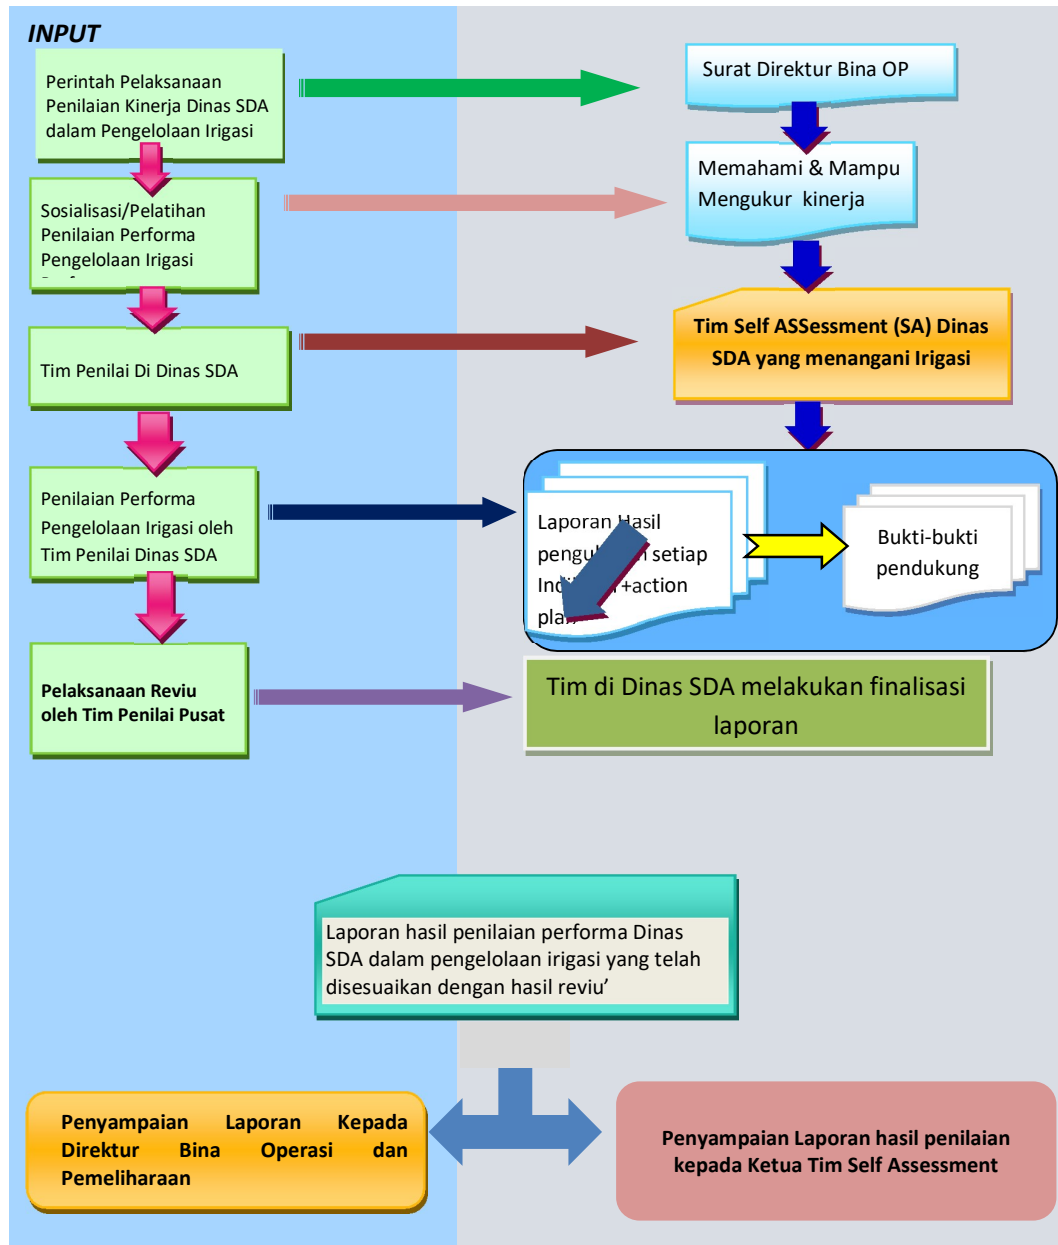 INPUT
Perintah Pelaksanaan
Penilaian Kinerja Dinas SDA
dalam Pengelolaan Irigasi
Surat Direktur Bina OP
Sosialisasi/Pelatihan
Penilaian Performa
Pengelolaan Irigasi
Memahami & Mampu
Mengukur kinerja
Tim Penilai Di Dinas SDA
Tim Self ASSessment (SA) Dinas
SDA yang menangani Irigasi
Penilaian Performa
Pengelolaan Irigasi oleh
Tim Penilai Dinas SDA
Laporan Hasil
setiap
+action
Bukti-bukti
pendukung
Pelaksanaan Reviu
oleh Tim Penilai Pusat
Tim di Dinas SDA melakukan finalisasi
laporan
Laporan hasil penilaian performa Dinas
SDA dalam pengelolaan irigasi yang telah
disesuaikan dengan hasil reviu’
Penyampaian Laporan Kepada
Direktur Bina Operasi dan
Pemeliharaan
Penyampaian Laporan hasil penilaian
kepada Ketua Tim Self Assessment